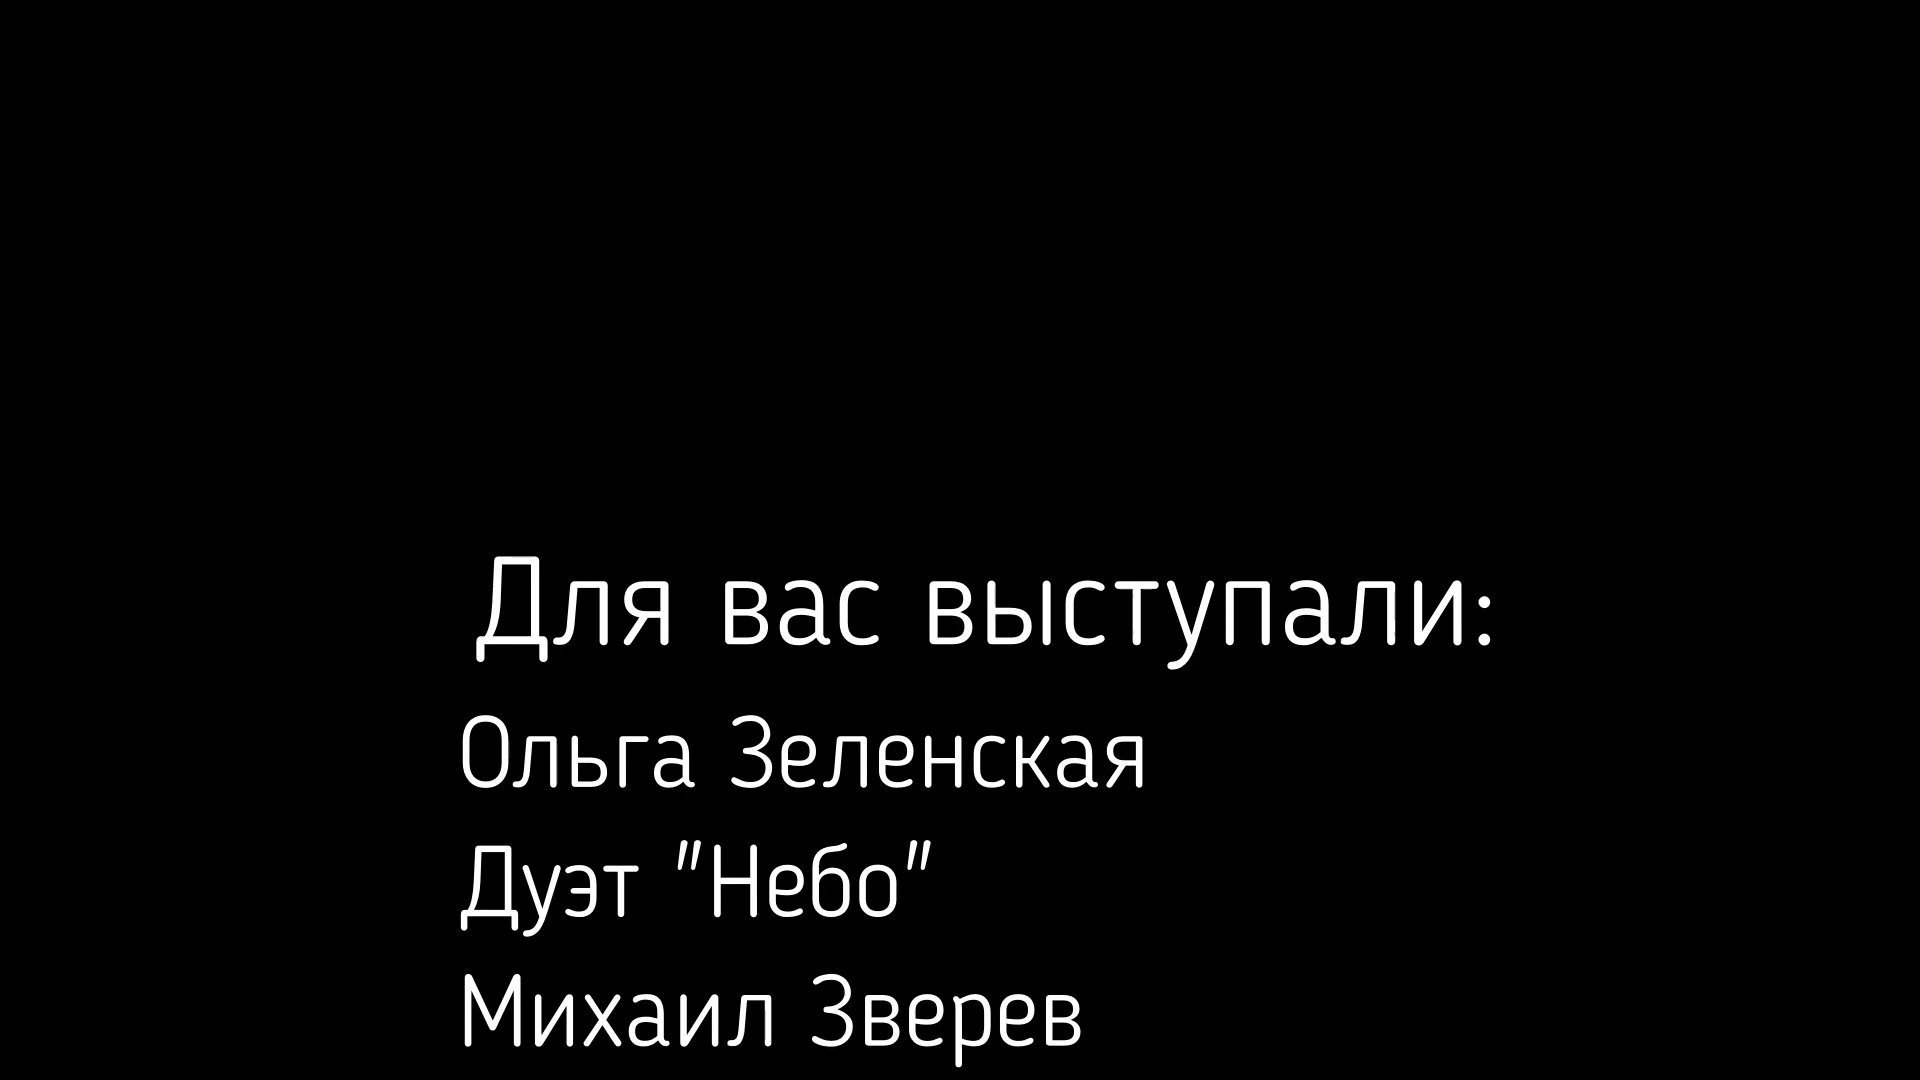 Для вас выступали:
Ольга Зеленская
Дуэт "Небо"
Михаил Зверев